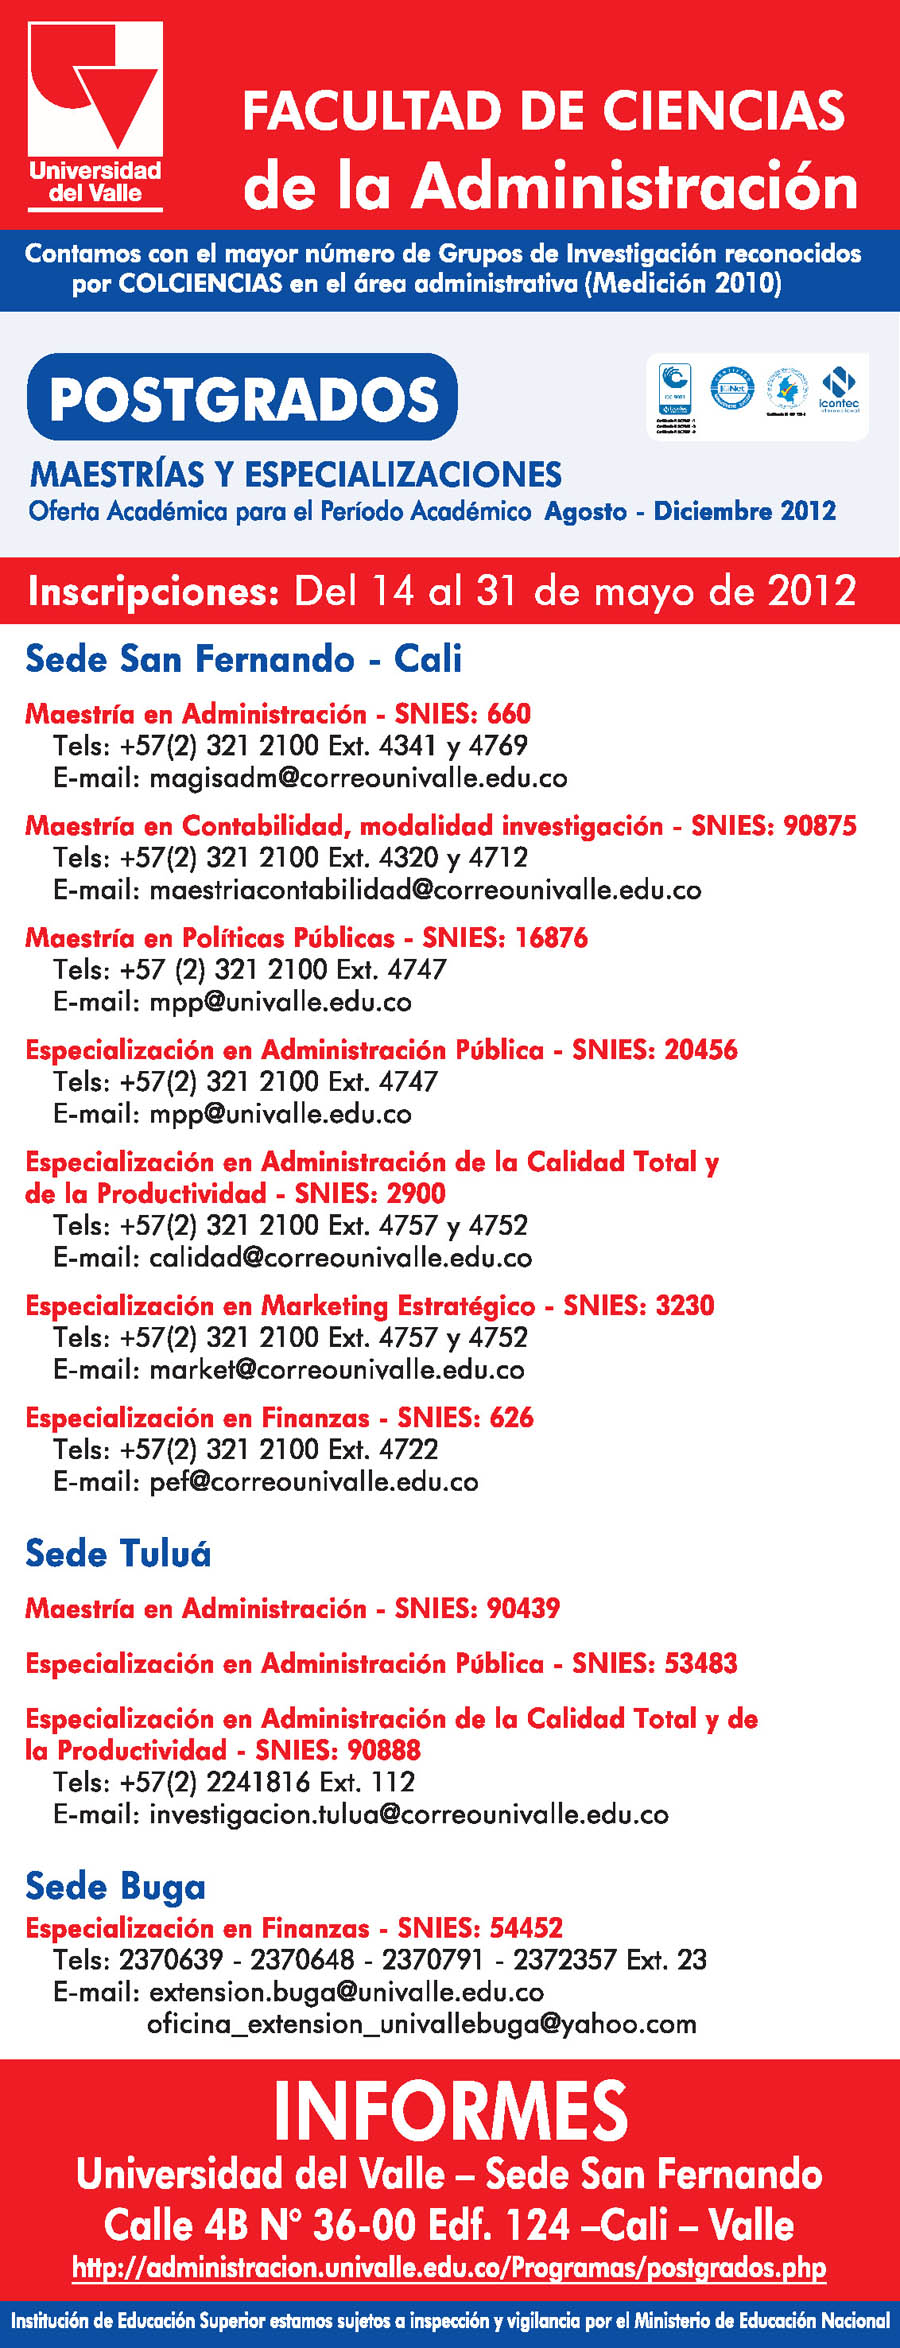 Universidad
del Valle
FACULTAD DE CIENCIAS
de la Administración
Contamos con el mayor número de Grupos de Investigación reconocidos
por COLCIENCIAS en el área administrativa (Medición 2010)
POSTGRADOS
icontec
MAESTRÍAS Y ESPECIALIZACIONES
Oferta Académica para el Período Académico Agosto - Diciembre 2012
Inscripciones: Del 14 al 31 de mayo de 2012
Sede San Fernando - Cali
Maestría en Administración - SNIES: 660
Tels: +57(2) 321 2100 Ext. 4341 y 4769
E-mail: magisadm@correounivalle.edu.co
Maestría en Contabilidad, modalidad investigación - SNIES: 90875
Tels: +57(2) 321 2100 Ext. 4320 y 4712
E-mail: maestriacontabilidad@correounivalle.edu.co
Maestría en Políticas Públicas - SNIES: 16876
Tels: +57 (2) 321 2100 Ext. 4747
E-mail: mpp@univalle.edu.co
Especialización en Administración Pública - SNIES: 20456
Tels: +57(2) 321 2100 Ext. 4747
E-mail: mpp@univalle.edu.co
Especialización en Administración de la Calidad Total y
de la Productividad - SNIES: 2900
Tels: +57(2) 321 2100 Ext. 4757 y 4752
E-mail: calidad@correounivalle.edu.co
Especialización en Marketing Estratégico - SNIES: 3230
Tels: +57(2) 321 2100 Ext. 4757 y 4752
E-mail: market@correounivalle.edu.co
Especialización en Finanzas - SNIES: 626
Tels: +57(2) 321 2100 Ext. 4722
E-mail: pef@correounivalle.edu.co
Sede Tuluá
Maestría en Administración - SNIES: 90439
Especialización en Administración Pública - SNIES: 53483
Especialización en Administración de la Calidad Total y de
la Productividad - SNIES: 90888
Tels: +57(2) 2241816 Ext. 112
E-mail: investigacion.tulua@correounivalle.edu.co
Sede Buga
Especialización en Finanzas - SNIES: 54452
Tels: 2370639 - 2370648 - 2370791 - 2372357 Ext. 23
E-mail: extension.buga@univalle.edu.co
oficina_extension_univallebuga@yahoo.com
INFORMES
Universidad del Valle – Sede San Fernando
Calle 4B N° 36-00 Edf. 124 –Cali – Valle
http://administracion.univalle.edu.co/Programas/postgrados.php
Institución de Educación Superior estamos sujetos a inspección y vigilancia por el Ministerio de Educación Nacional